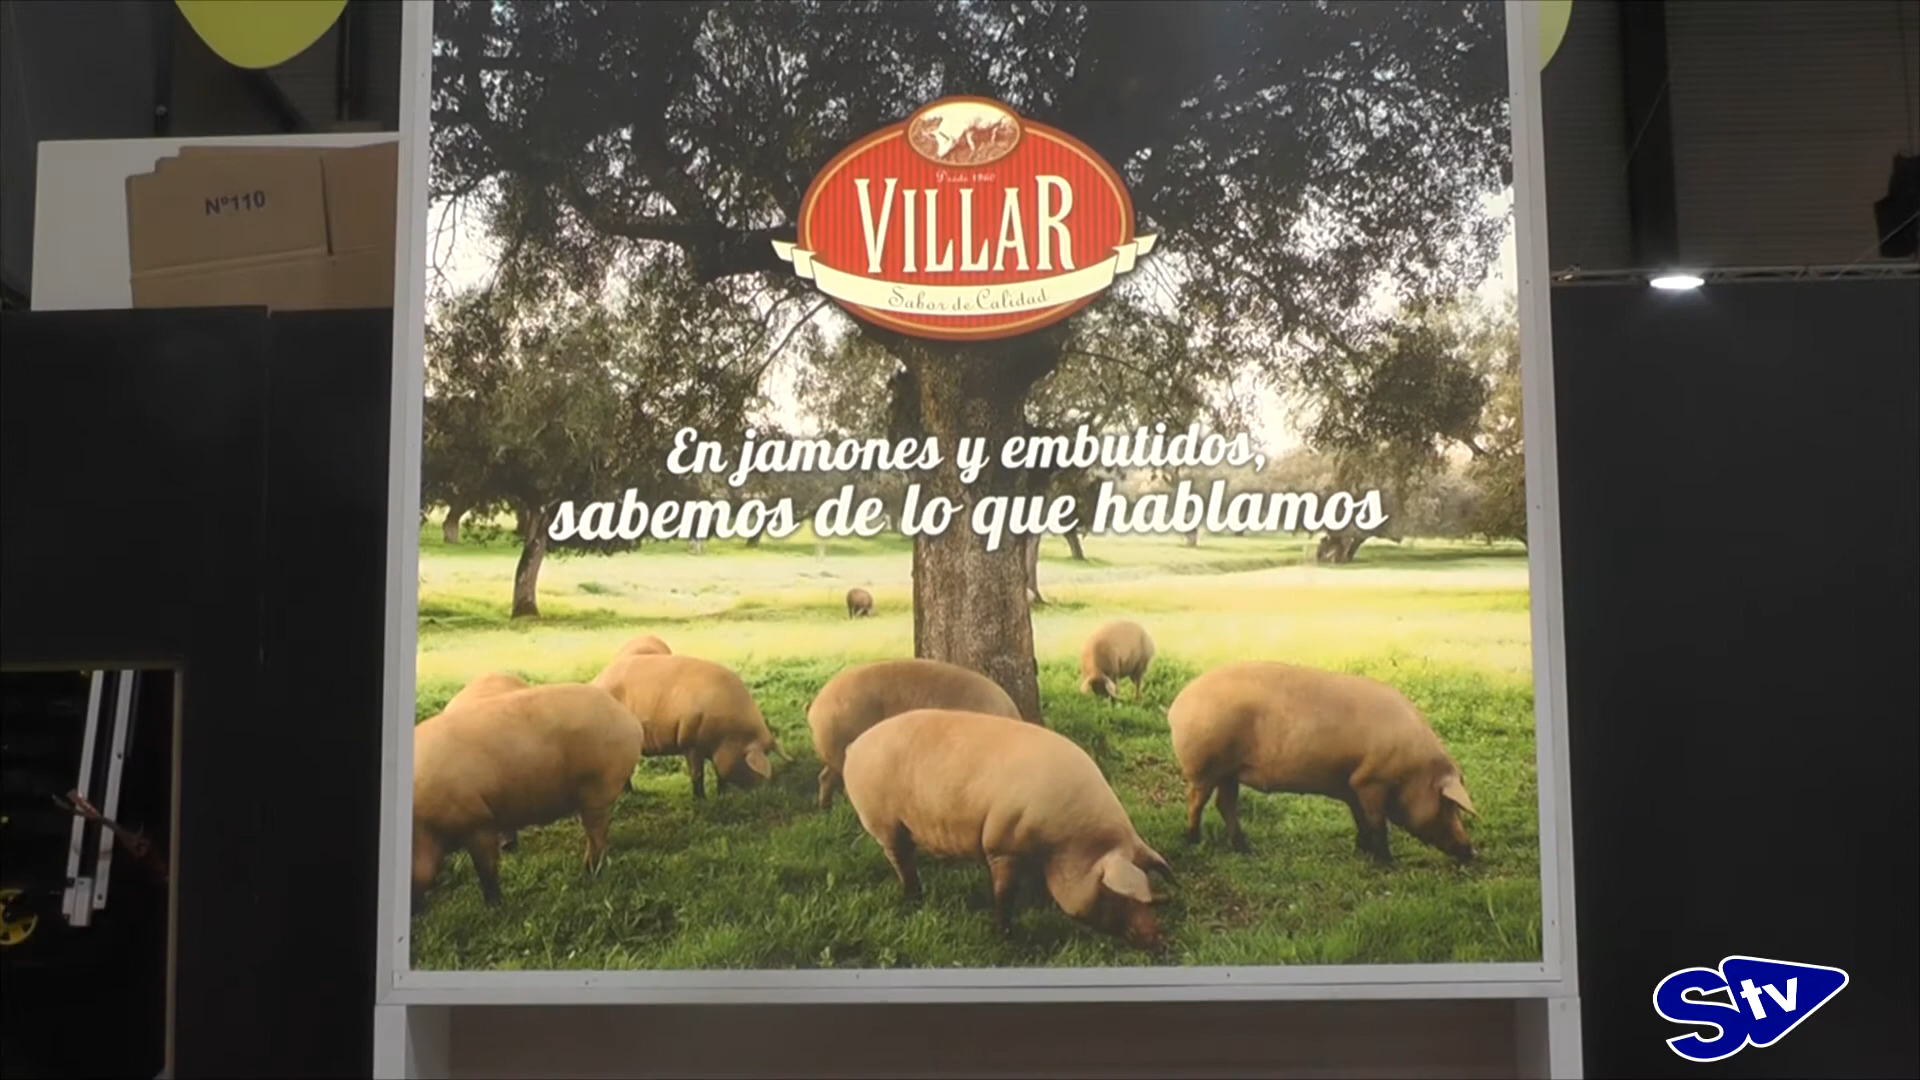 Nº110
Desde 1960
VILLAR
Sabor de Calidad
En jamones y embutidos,
sabemos de lo que hablamos
Stv